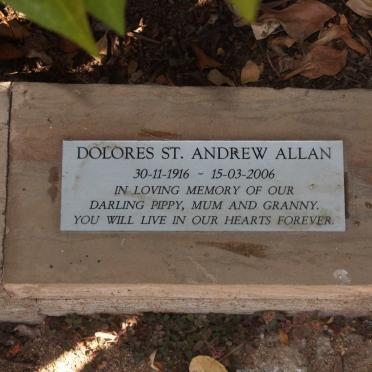 DOLORES ST. ANDREW ALLAN
30-11-1916 - 15-03-2006
IN LOVING MEMORY OF OUR
DARLING PIPPY, MUM AND GRANNY.
YOU WILL LIVE IN OUR HEARTS FOREVER.